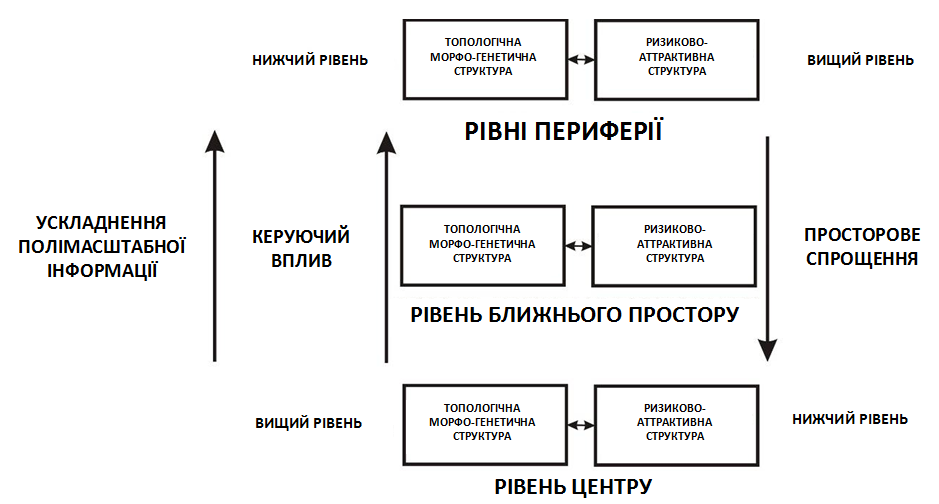 НИЖЧИЙ РІВЕНЬ
ТОПОЛОГІЧНА
МОРФО-ГЕНЕТИЧНА
СТРУКТУРА
РИЗИКОВО-
АТТРАКТИВНА
СТРУКТУРА
ВИЩИЙ РІВЕНЬ
РІВНІ ПЕРИФЕРІЇ
УСКЛАДНЕННЯ
ПОЛІМАСШТАБНОЇ
ІНФОРМАЦІЇ
КЕРУЮЧИЙ
ВПЛИВ
ТОПОЛОГІЧНА
МОРФО-ГЕНЕТИЧНА
СТРУКТУРА
РИЗИКОВО-
АТТРАКТИВНА
СТРУКТУРА
ПРОСТОРОВЕ
СПРОЩЕННЯ
РІВЕНЬ БЛИЖНЬОГО ПРОСТОРУ
ВИЩИЙ РІВЕНЬ
ТОПОЛОГІЧНА
МОРФО-ГЕНЕТИЧНА
СТРУКТУРА
РИЗИКОВО-
АТТРАКТИВНА
СТРУКТУРА
НИЖЧИЙ РІВЕНЬ
РІВЕНЬ ЦЕНТРУ